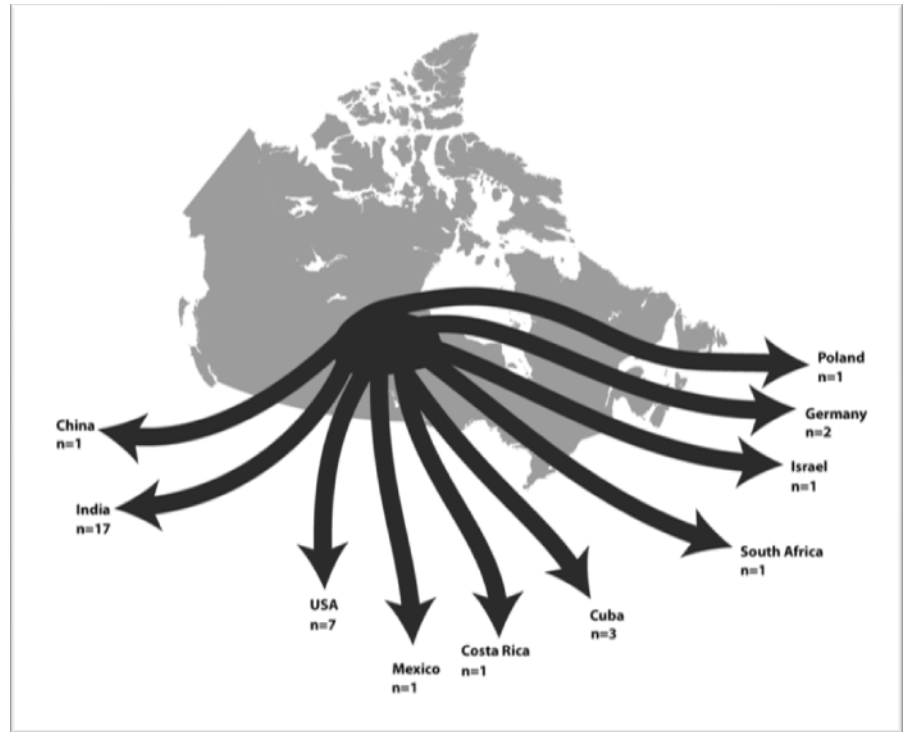 Poland
n=1
Germany
n=2
Israel
n=1
China
n=1
India
n=17
South Africa
n=1
USA
n=7
Cuba
n=3
Costa Rica
n=1
Mexico
n=1